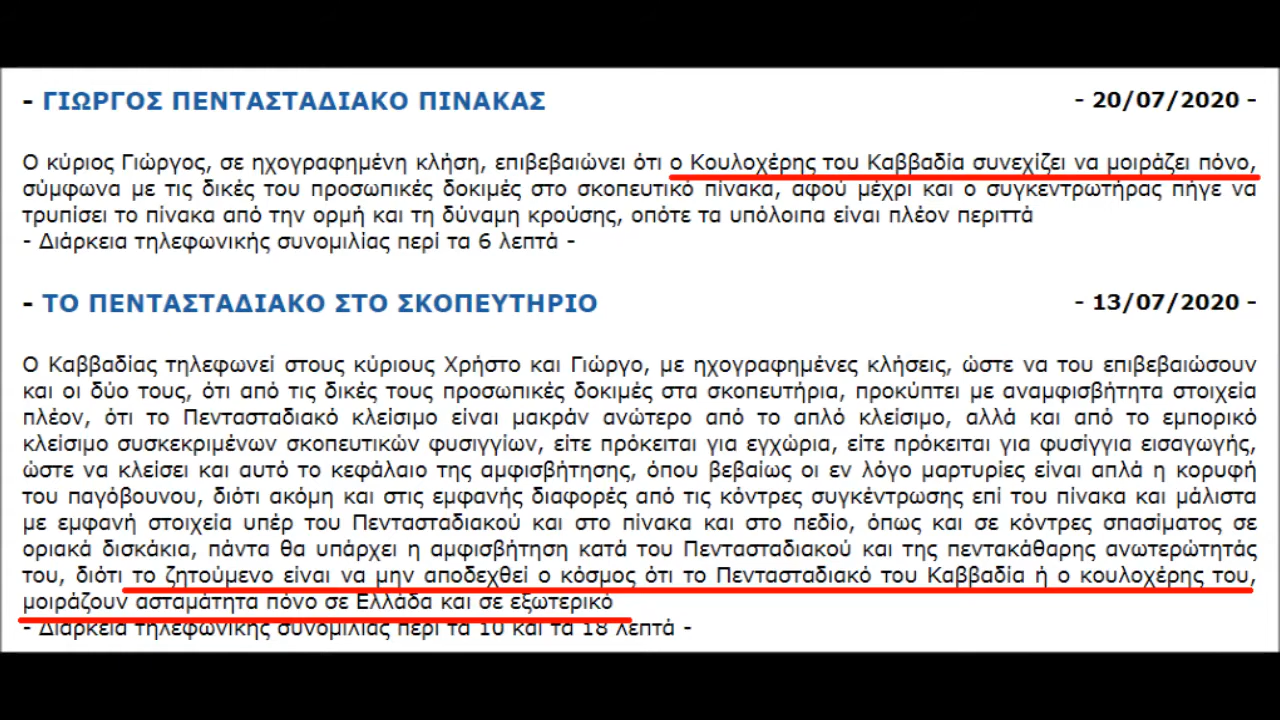 - ΓΙΩΡΓΟΣ ΠΕΝΤΑΣΤΑΔΙΑΚΟ ΠΙΝΑΚΑΣ - 20/07/2020 -
Ο κύριος Γιώργος, σε ηχογραφημένη κλήση, επιβεβαιώνει ότι ο Κουλοχέρης του Καββαδία συνεχίζει να μοιράζει πόνο,
σύμφωνα με τις δικές του προσωπικές δοκιμές στο σκοπευτικό πίνακα, αφού μέχρι και ο συγκεντρωτήρας πήγε να
τρυπίσει το πίνακα από την ορμή και τη δύναμη κρούσης, οπότε τα υπόλοιπα είναι πλέον περιττά
- Διάρκεια τηλεφωνικής συνομιλίας περί τα 6 λεπτά -
- ΤΟ ΠΕΝΤΑΣΤΑΔΙΑΚΟ ΣΤΟ ΣΚΟΠΕΥΤΗΡΙΟ - 13/07/2020 -
Ο Καββαδίας τηλεφωνεί στους κύριους Χρήστο και Γιώργο, με ηχογραφημένες κλήσεις, ώστε να του επιβεβαιώσουν
και οι δύο τους, ότι από τις δικές τους προσωπικές δοκιμές στα σκοπευτήρια, προκύπτει με αναμφισβήτητα στοιχεία
πλέον, ότι το Πεντασταδιακό κλείσιμο είναι μακράν ανώτερο από το απλό κλείσιμο, αλλά και από το εμπορικό
κλείσιμο συσκεκριμένων σκοπευτικών φυσιγγίων, είτε πρόκειται για εγχώρια, είτε πρόκειται για φυσίγγια εισαγωγής,
ώστε να κλείσει και αυτό το κεφάλαιο της αμφισβήτησης, όπου βεβαίως οι εν λόγο μαρτυρίες είναι απλά η κορυφή
του παγόβουνου, διότι ακόμη και στις εμφανής διαφορές από τις κόντρες συγκέντρωσης επί του πίνακα και μάλιστα
με εμφανή στοιχεία υπέρ του Πεντασταδιακού και στο πίνακα και στο πεδίο, όπως και σε κόντρες σπασίματος σε
οριακά δισκάκια, πάντα θα υπάρχει η αμφισβήτηση κατά του Πεντασταδιακού και της πεντακάθαρης ανωτερώτητάς
του, διότι το ζητούμενο είναι να μην αποδεχθεί ο κόσμος ότι το Πεντασταδιακό του Καββαδία ή ο κουλοχέρης του,
μοιράζουν ασταμάτητα πόνο σε Ελλάδα και σε εξωτερικό
- Διάρκεια τηλεφωνικής συνομιλίας περί τα 10 και τα 18 λεπτά -